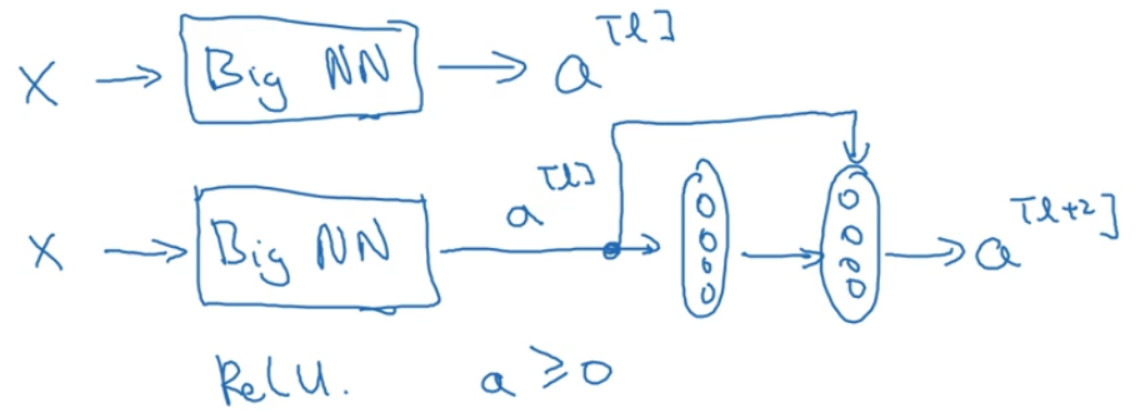 X → Big NN → a^[l]
X → Big NN a^[l] → → a^[l+2]
ReLU. a ≥ 0